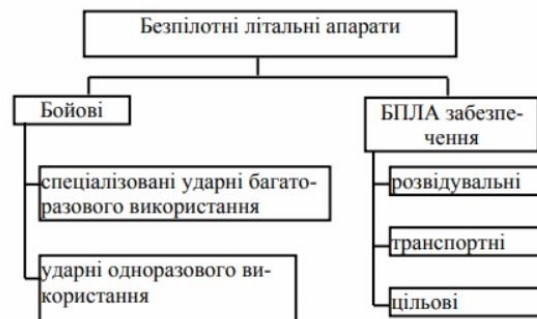 Безпілотні літальні апарати
Бойові
спеціалізовані ударні багато-
разового використання
ударні одноразового ви-
користання
БПЛА забезпе-
чення
розвідувальні
транспортні
цільові